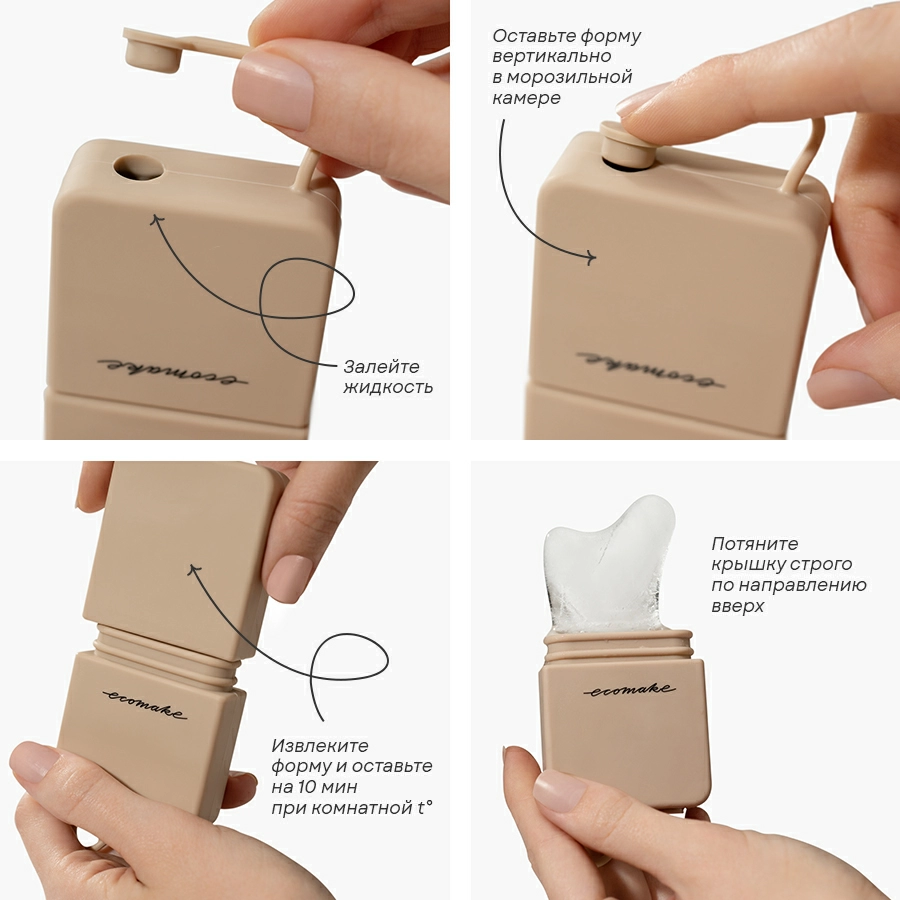 Залейте
жидкость
ecomake
Оставьте форму
вертикально
в морозильной
камере
ecomake
Извлеките
форму и оставьте
на 10 мин
при комнатной t°
ecomake
Потяните
крышку строго
по направлению
вверх
ecomake